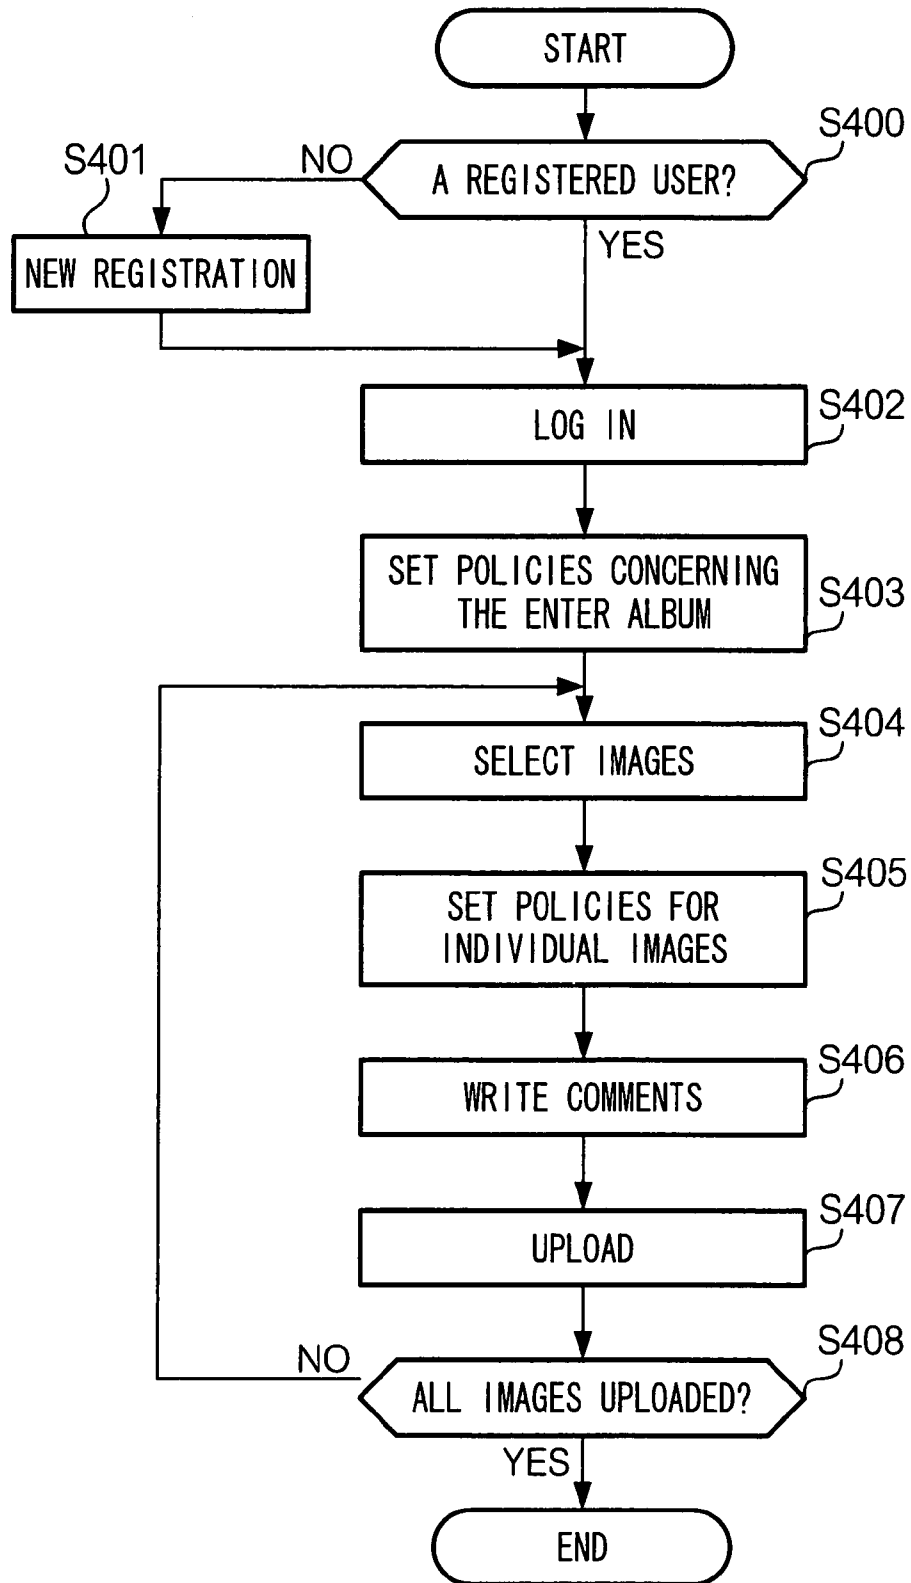 START
S400
A REGISTERED USER?
NO
YES
S401
NEW REGISTRATION
S402
LOG IN
SET POLICIES CONCERNING
THE ENTER ALBUM
S403
S404
SELECT IMAGES
S405
SET POLICIES FOR
INDIVIDUAL IMAGES
S406
WRITE COMMENTS
S407
UPLOAD
S408
NO
ALL IMAGES UPLOADED?
YES
END